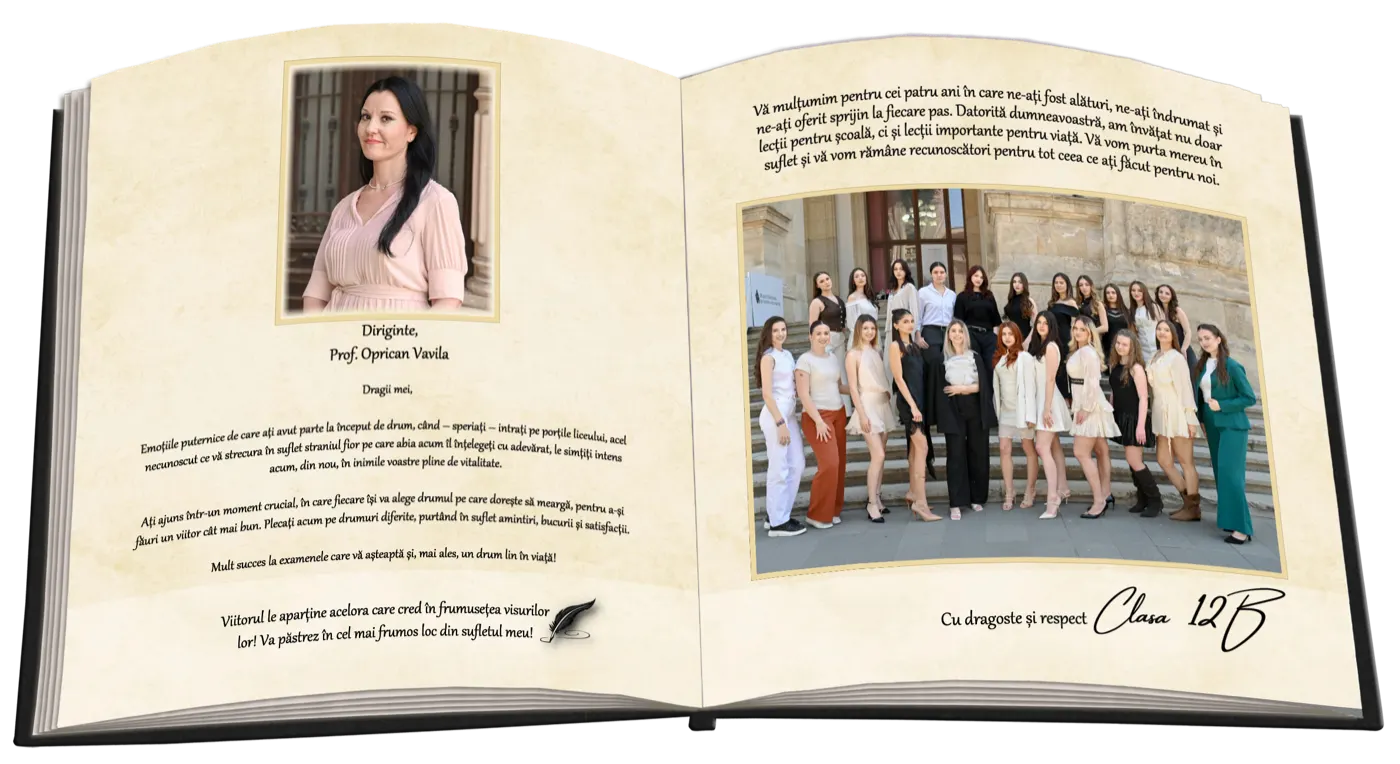 Diriginte,
Prof. Oprican Vavila
Dragii mei,
Emoțiile puternice de care ați avut parte la început de drum, când – speriați – intrați pe porțile liceului, acel
necunoscut ce vă strecura în suflet straniul fior pe care abia acum îl înțelegeți cu adevărat, le simțiți intens
acum, din nou, în inimile voastre pline de vitalitate.
Ați ajuns într-un moment crucial, în care fiecare își va alege drumul pe care dorește să meargă, pentru a-și
făuri un viitor cât mai bun. Plecați acum pe drumuri diferite, purtând în suflet amintiri, bucurii și satisfacții.
Mult succes la examenele care vă așteaptă și, mai ales, un drum lin în viață!
Viitorul le aparține acelora care cred în frumusețea visurilor
lor! Va păstrez în cel mai frumos loc din sufletul meu!
Vă mulțumim pentru cei patru ani în care ne-ați fost alături, ne-ați îndrumat și
ne-ați oferit sprijin la fiecare pas. Datorită dumneavoastră, am învățat nu doar
lecții pentru școală, ci și lecții importante pentru viață. Vă vom purta mereu în
suflet și vă vom rămâne recunoscători pentru tot ceea ce ați făcut pentru noi.
Cu dragoste și respect Clasa 12B